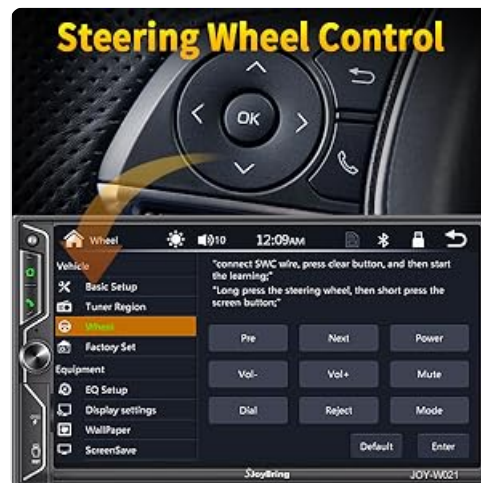 Steering Wheel Control
OK
Wheel 10 12:09AM
Vehicle
Basic Setup
Tuner Region
Wheel
Factory Set
Equipment
EQ Setup
Display settings
WallPaper
ScreenSave
"connect SWC wire, press clear button, and then start
the learning;"
"Long press the steering wheel, then short press the
screen button;"
Pre Next Power
Vol- Vol+ Mute
Dial Reject Mode
Default Enter
SJoyBring JOY-W021